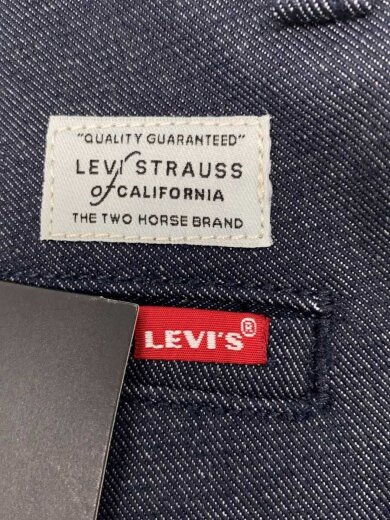 "QUALITY GUARANTEED"
LEVI STRAUSS
of CALIFORNIA
THE TWO HORSE BRAND
LEVI'S®